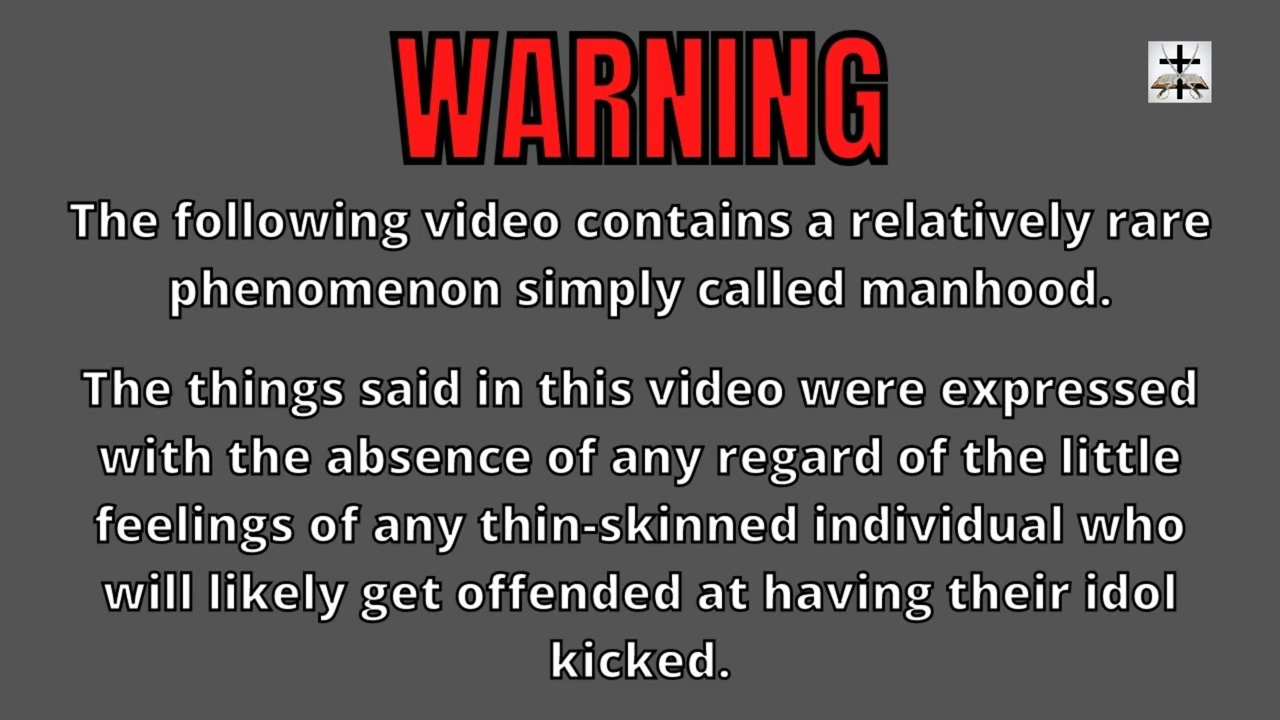 WARNING
The following video contains a relatively rare
phenomenon simply called manhood.
The things said in this video were expressed
with the absence of any regard of the little
feelings of any thin-skinned individual who
will likely get offended at having their idol
kicked.